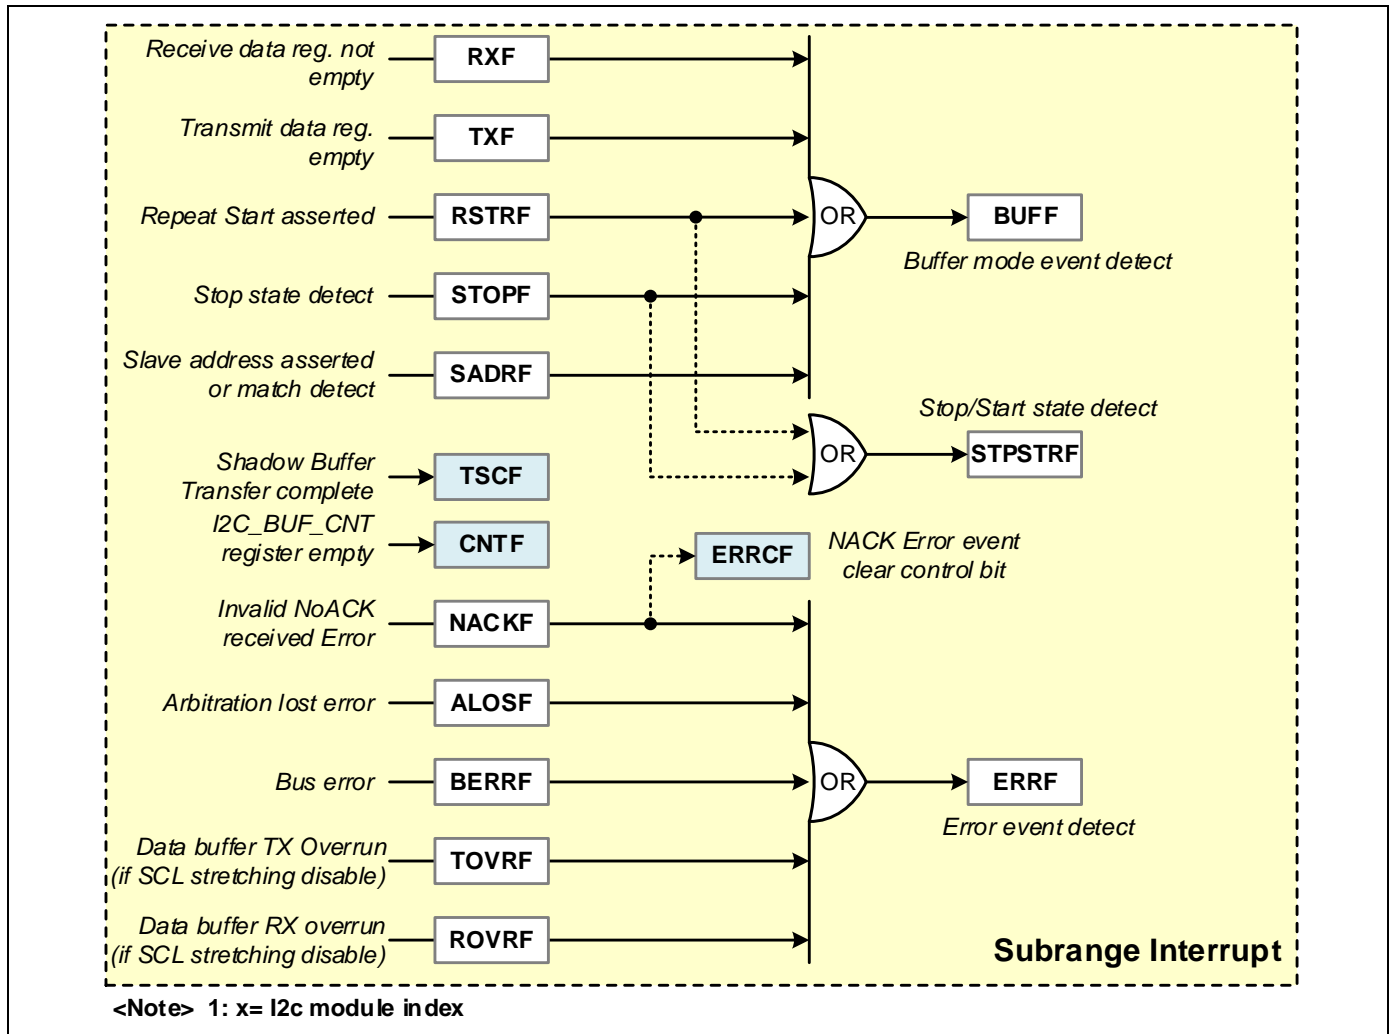 Receive data reg. not
empty
RXF
Transmit data reg.
empty
TXF
Repeat Start asserted
RSTRF
OR
BUFF
Buffer mode event detect
Stop state detect
STOPF
Slave address asserted
or match detect
SADRF
Stop/Start state detect
OR
STPSTRF
Shadow Buffer
Transfer complete
TSCF
I2C_BUF_CNT
register empty
CNTF
ERRCF
NACK Error event
clear control bit
Invalid NoACK
received Error
NACKF
Arbitration lost error
ALOSF
Bus error
BERRF
OR
ERRF
Error event detect
Data buffer TX Overrun
(if SCL stretching disable)
TOVRF
Data buffer RX overrun
(if SCL stretching disable)
ROVRF
Subrange Interrupt
<Note> 1: x= I2c module index